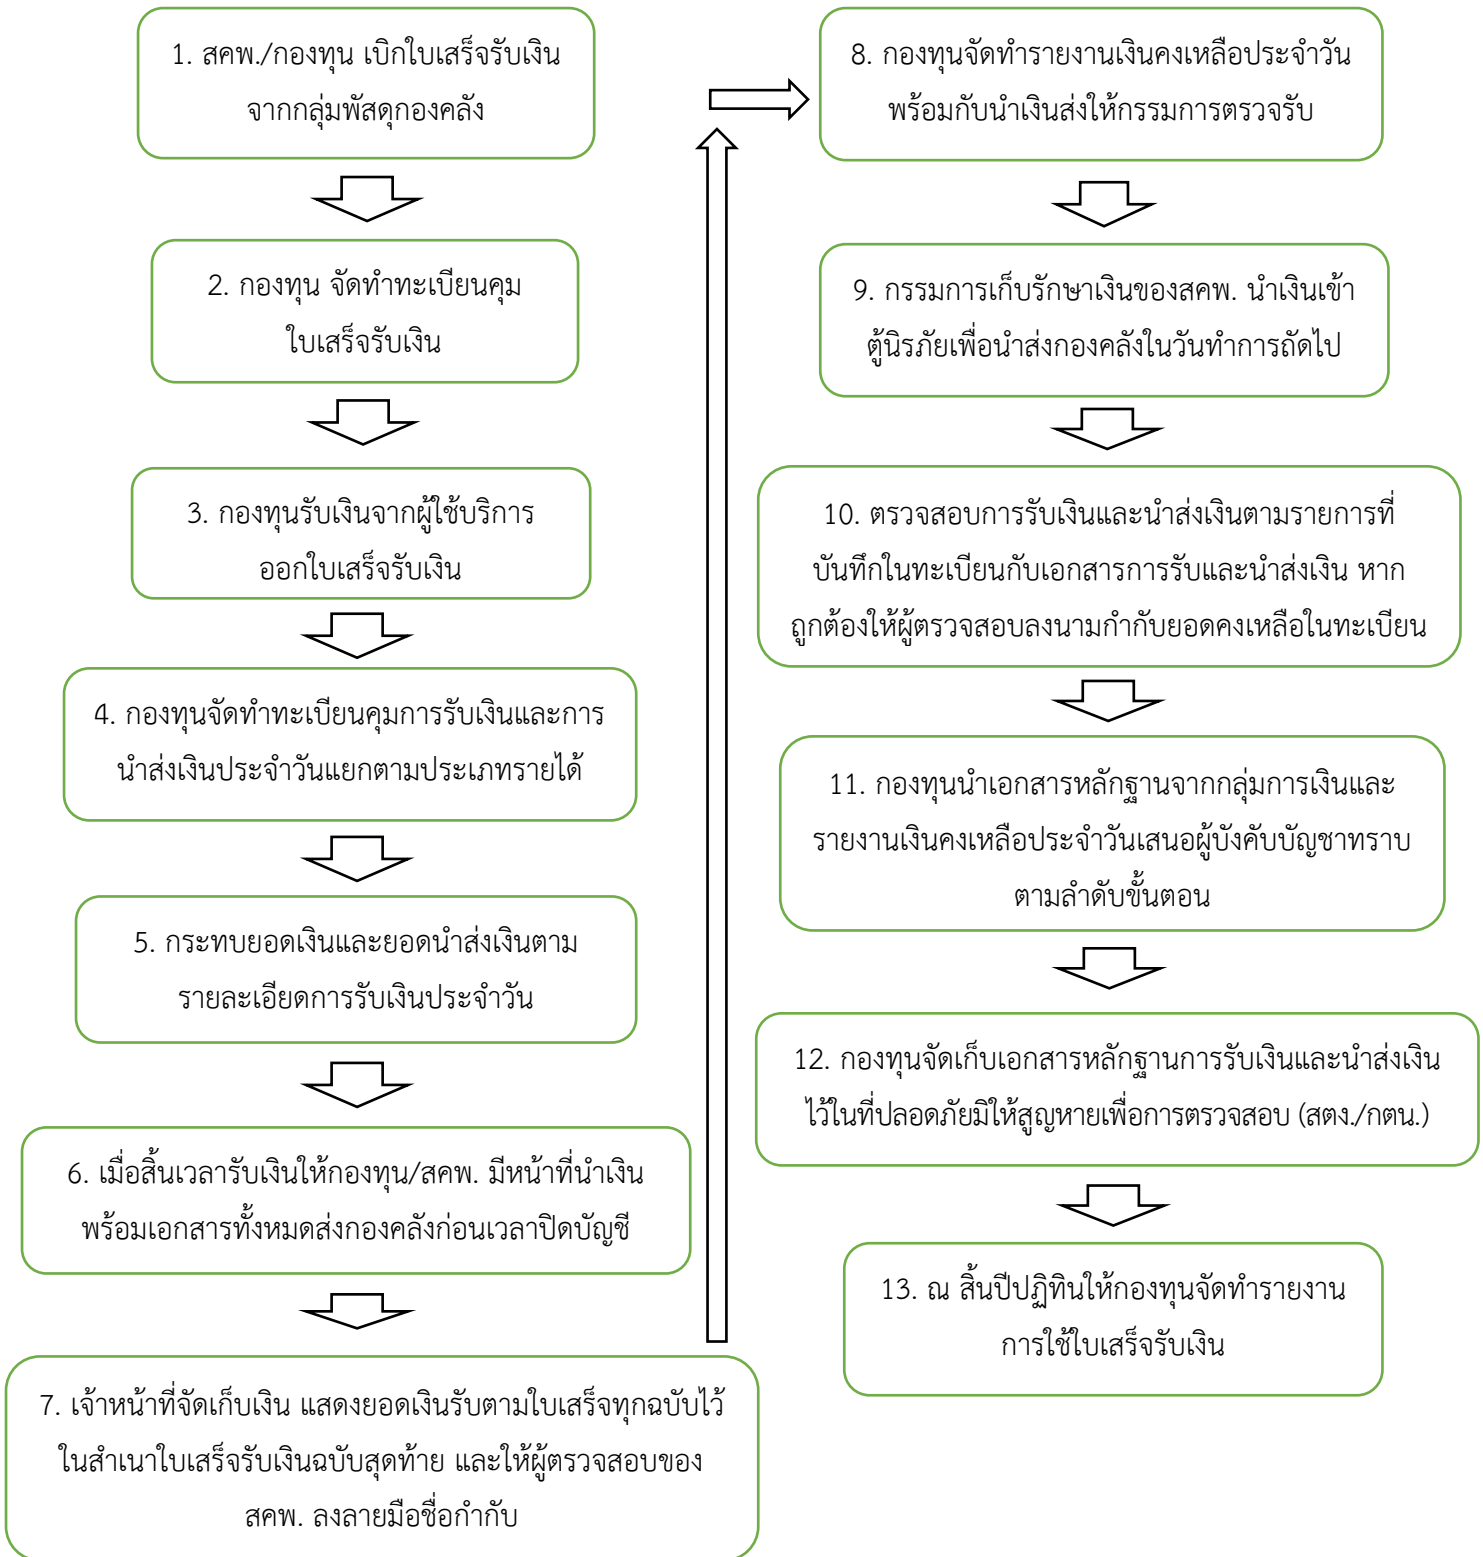 1. สคพ./กองทุน เบิกใบเสร็จรับเงิน
จากกลุ่มพัสดุกองคลัง
2. กองทุน จัดทำทะเบียนคุม
ใบเสร็จรับเงิน
3. กองทุนรับเงินจากผู้ใช้บริการ
ออกใบเสร็จรับเงิน
4. กองทุนจัดทำทะเบียนคุมการรับเงินและการ
นำส่งเงินประจำวันแยกตามประเภทรายได้
5. กระทบยอดเงินและยอดนำส่งเงินตาม
รายละเอียดการรับเงินประจำวัน
6. เมื่อสิ้นเวลารับเงินให้กองทุน/สคพ. มีหน้าที่นำเงิน
พร้อมเอกสารทั้งหมดส่งกองคลังก่อนเวลาปิดบัญชี
7. เจ้าหน้าที่จัดเก็บเงิน แสดงยอดเงินรับตามใบเสร็จทุกฉบับไว้
ในสำเนาใบเสร็จรับเงินฉบับสุดท้าย และให้ผู้ตรวจสอบของ
สคพ. ลงลายมือชื่อกำกับ
8. กองทุนจัดทำรายงานเงินคงเหลือประจำวัน
พร้อมกับนำเงินส่งให้กรรมการตรวจรับ
9. กรรมการเก็บรักษาเงินของสคพ. นำเงินเข้า
ตู้นิรภัยเพื่อนำส่งกองคลังในวันทำการถัดไป
10. ตรวจสอบการรับเงินและนำส่งเงินตามรายการที่
บันทึกในทะเบียนกับเอกสารการรับและนำส่งเงิน หาก
ถูกต้องให้ผู้ตรวจสอบลงนามกำกับยอดคงเหลือในทะเบียน
11. กองทุนนำเอกสารหลักฐานจากกลุ่มการเงินและ
รายงานเงินคงเหลือประจำวันเสนอผู้บังคับบัญชาทราบ
ตามลำดับขั้นตอน
12. กองทุนจัดเก็บเอกสารหลักฐานการรับเงินและนำส่งเงิน
ไว้ในที่ปลอดภัยมิให้สูญหายเพื่อการตรวจสอบ (สตง./กตน.)
13. ณ สิ้นปีปฏิทินให้กองทุนจัดทำรายงาน
การใช้ใบเสร็จรับเงิน